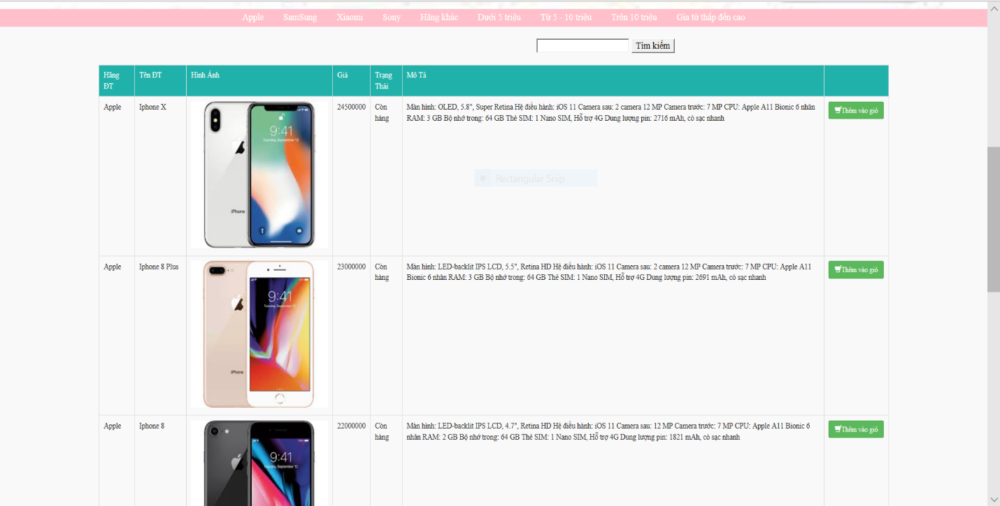 Apple SamSung Xiaomi Sony Hãng khác Dưới 5 triệu Từ 5 - 10 triệu Trên 10 triệu Gía từ thấp đến cao
Tìm kiếm
Hãng ĐT Tên ĐT Hình Ảnh Giá Trạng Thái Mô Tả
Apple Iphone X 24500000 Còn hàng Màn hình: OLED, 5.8", Super Retina Hệ điều hành: iOS 11 Camera sau: 2 camera 12 MP Camera trước: 7 MP CPU: Apple A11 Bionic 6 nhân
RAM: 3 GB Bộ nhớ trong: 64 GB Thẻ SIM: 1 Nano SIM, Hỗ trợ 4G Dung lượng pin: 2716 mAh, có sạc nhanh
Thêm vào giỏ
9:41
Tuesday, September 12
iPhone
Rectangular Snip
Apple Iphone 8 Plus 23000000 Còn hàng Màn hình: LED-backlit IPS LCD, 5.5", Retina HD Hệ điều hành: iOS 11 Camera sau: 2 camera 12 MP Camera trước: 7 MP CPU: Apple A11
Bionic 6 nhân RAM: 3 GB Bộ nhớ trong: 64 GB Thẻ SIM: 1 Nano SIM, Hỗ trợ 4G Dung lượng pin: 2691 mAh, có sạc nhanh
Thêm vào giỏ
9:41
Tuesday, September 12
iPhone
Apple Iphone 8 22000000 Còn hàng Màn hình: LED-backlit IPS LCD, 4.7", Retina HD Hệ điều hành: iOS 11 Camera sau: 12 MP Camera trước: 7 MP CPU: Apple A11 Bionic 6
nhân RAM: 2 GB Bộ nhớ trong: 64 GB Thẻ SIM: 1 Nano SIM, Hỗ trợ 4G Dung lượng pin: 1821 mAh, có sạc nhanh
Thêm vào giỏ
9:41
Tuesday, September 12